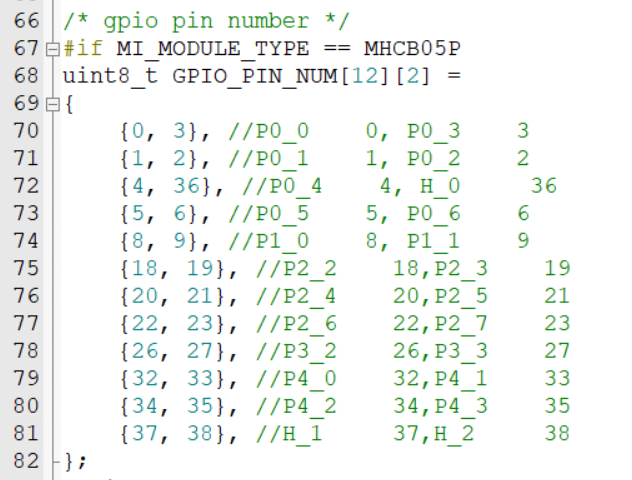 66 /* gpio pin number */
67 #if MI_MODULE_TYPE == MHCB05P
68 uint8_t GPIO_PIN_NUM[12][2] =
69 {
70 {0, 3}, //P0_0 0, P0_3 3
71 {1, 2}, //P0_1 1, P0_2 2
72 {4, 36}, //P0_4 4, H_0 36
73 {5, 6}, //P0_5 5, P0_6 6
74 {8, 9}, //P1_0 8, P1_1 9
75 {18, 19}, //P2_2 18,P2_3 19
76 {20, 21}, //P2_4 20,P2_5 21
77 {22, 23}, //P2_6 22,P2_7 23
78 {26, 27}, //P3_2 26,P3_3 27
79 {32, 33}, //P4_0 32,P4_1 33
80 {34, 35}, //P4_2 34,P4_3 35
81 {37, 38}, //H_1 37,H_2 38
82 };